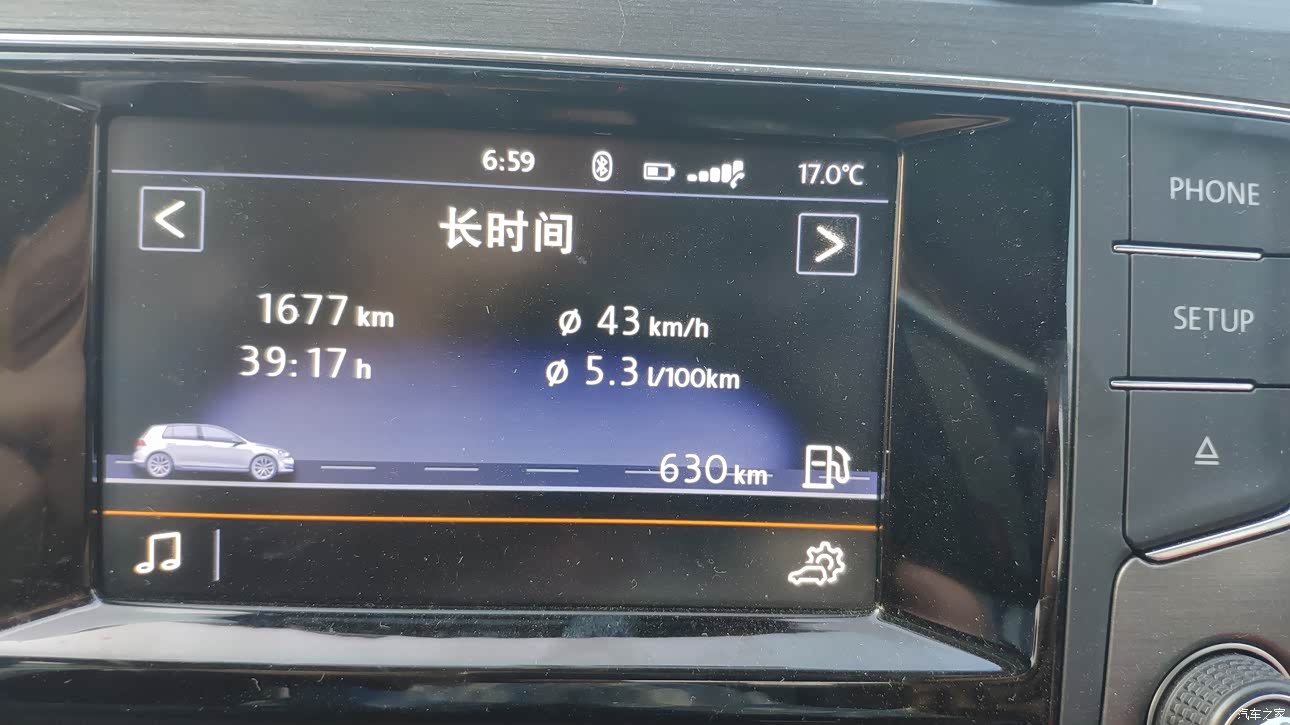 6:59 17.0°C
长时间
1677 km ø 43 km/h
39:17 h ø 5.3 l/100km
630 km
PHONE
SETUP
汽车之家